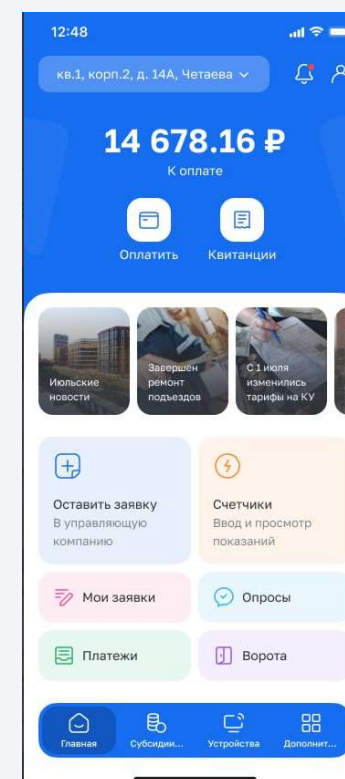 12:48
кв.1, корп.2, д. 14А, Четаева
14 678.16 ₽
К оплате
Оплатить
Квитанции
Июльские
новости
Завершен
ремонт
подъездов
С 1 июля
изменились
тарифы на КУ
Оставить заявку
В управляющую
компанию
Счетчики
Ввод и просмотр
показаний
Мои заявки
Опросы
Платежи
Ворота
Главная
Субсидии...
Устройства
Дополнит...